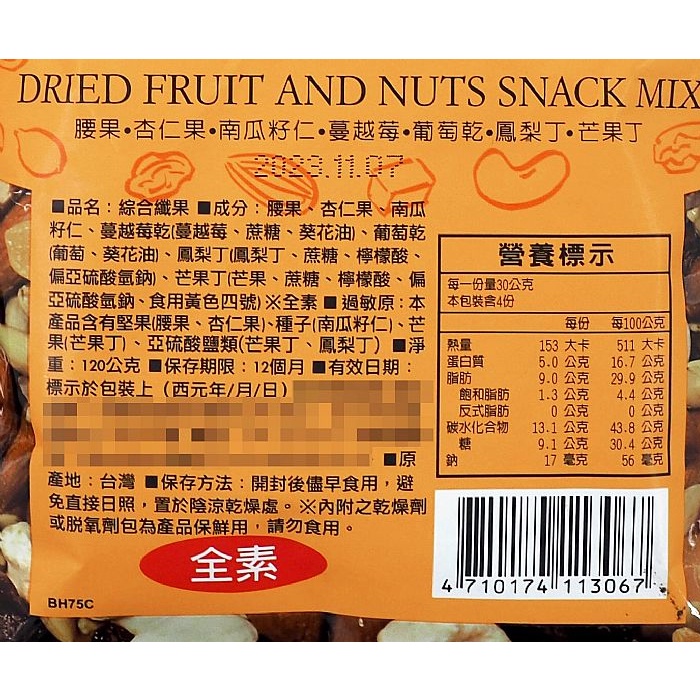 DRIED FRUIT AND NUTS SNACK MIX
腰果•杏仁果•南瓜籽仁•蔓越莓•葡萄乾•鳳梨丁•芒果丁
2023.11.07
■品名：綜合纖果 ■成分：腰果、杏仁果、南瓜
籽仁、蔓越莓乾(蔓越莓、蔗糖、葵花油)、葡萄乾
(葡萄、葵花油)、鳳梨丁(鳳梨丁、蔗糖、檸檬酸、
偏亞硫酸氫鈉)、芒果丁(芒果、蔗糖、檸檬酸、偏
亞硫酸氫鈉、食用黃色四號)※全素 ■過敏原：本
產品含有堅果(腰果、杏仁果)、種子(南瓜籽仁)、芒
果(芒果丁)、亞硫酸鹽類(芒果丁、鳳梨丁) ■淨
重：120公克 ■保存期限：12個月 ■有效日期：
標示於包裝上（西元年/月/日）
■原
產地：台灣 ■保存方法：開封後儘早食用，避
免直接日照，置於陰涼乾燥處。※內附之乾燥劑
或脫氧劑包為產品保鮮用，請勿食用。
全素
BH75C
營養標示
每一份量30公克
本包裝含4份
每份 每100公克
熱量 153 大卡 511 大卡
蛋白質 5.0 公克 16.7 公克
脂肪 9.0 公克 29.9 公克
飽和脂肪 1.3 公克 4.4 公克
反式脂肪 0 公克 0 公克
碳水化合物 13.1 公克 43.8 公克
糖 9.1 公克 30.4 公克
鈉 17 毫克 56 毫克
4 710174 113067